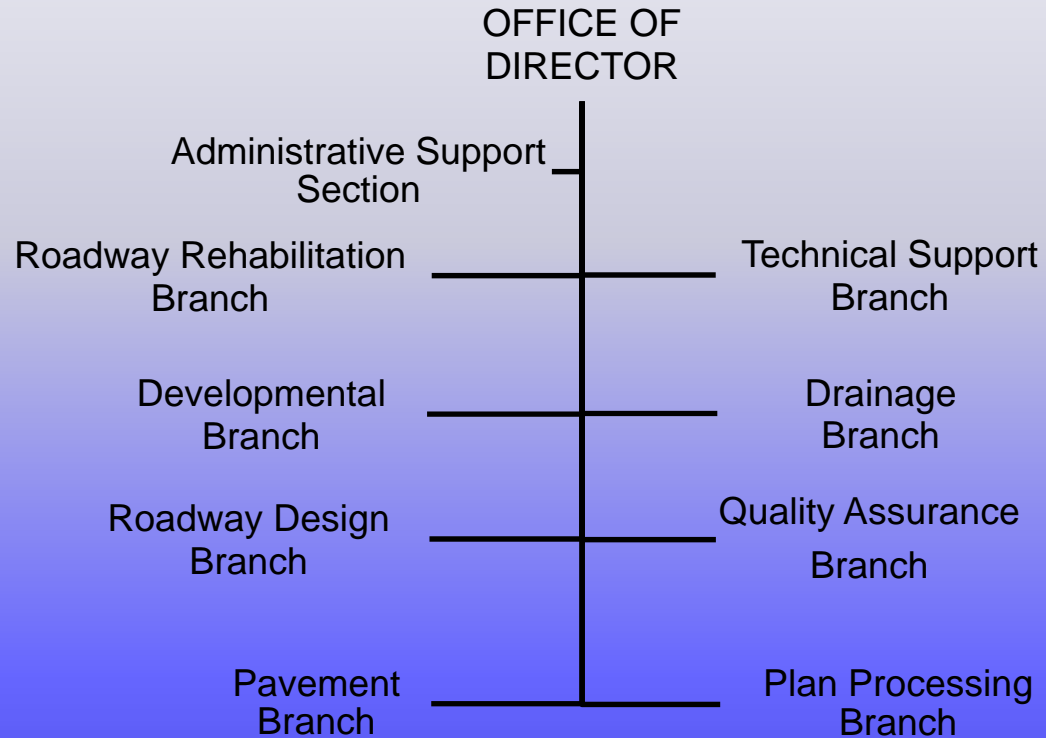 OFFICE OF
DIRECTOR
Administrative Support
Section
Roadway Rehabilitation
Branch
Technical Support
Branch
Developmental
Branch
Drainage
Branch
Roadway Design
Branch
Quality Assurance
Branch
Pavement
Branch
Plan Processing
Branch